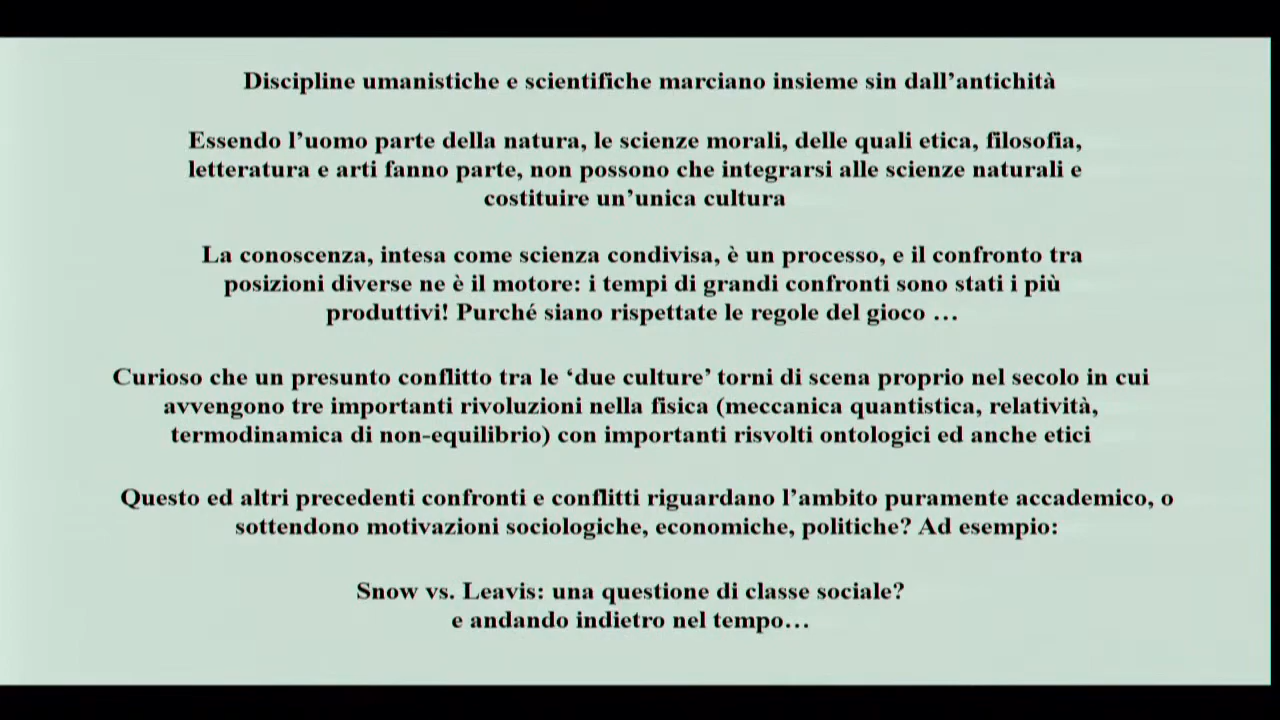 Discipline umanistiche e scientifiche marciano insieme sin dall’antichità
Essendo l’uomo parte della natura, le scienze morali, delle quali etica, filosofia,
letteratura e arti fanno parte, non possono che integrarsi alle scienze naturali e
costituire un’unica cultura
La conoscenza, intesa come scienza condivisa, è un processo, e il confronto tra
posizioni diverse ne è il motore: i tempi di grandi confronti sono stati i più
produttivi! Purché siano rispettate le regole del gioco …
Curioso che un presunto conflitto tra le ‘due culture’ torni di scena proprio nel secolo in cui
avvengono tre importanti rivoluzioni nella fisica (meccanica quantistica, relatività,
termodinamica di non-equilibrio) con importanti risvolti ontologici ed anche etici
Questo ed altri precedenti confronti e conflitti riguardano l’ambito puramente accademico, o
sottendono motivazioni sociologiche, economiche, politiche? Ad esempio:
Snow vs. Leavis: una questione di classe sociale?
e andando indietro nel tempo…